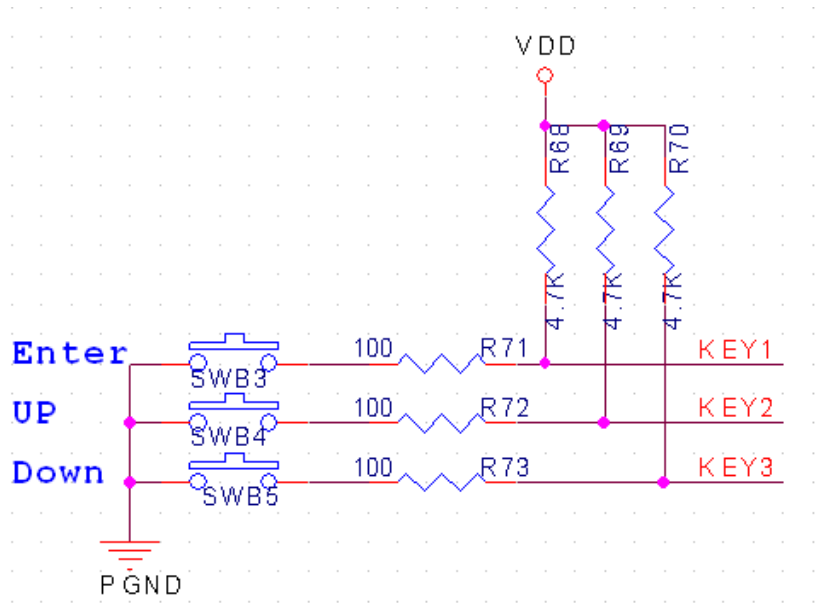 VDD
R68 R69 R70
4.7K 4.7K 4.7K
Enter SWB3 100 R71 KEY1
UP SWB4 100 R72 KEY2
Down SWB5 100 R73 KEY3
PGND